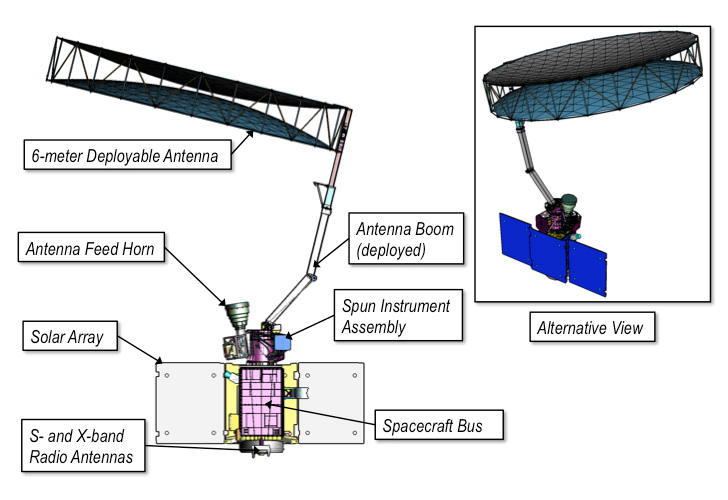 6-meter Deployable Antenna
Antenna Boom
(deployed)
Antenna Feed Horn
Spun Instrument
Assembly
Solar Array
Alternative View
Spacecraft Bus
S- and X-band
Radio Antennas